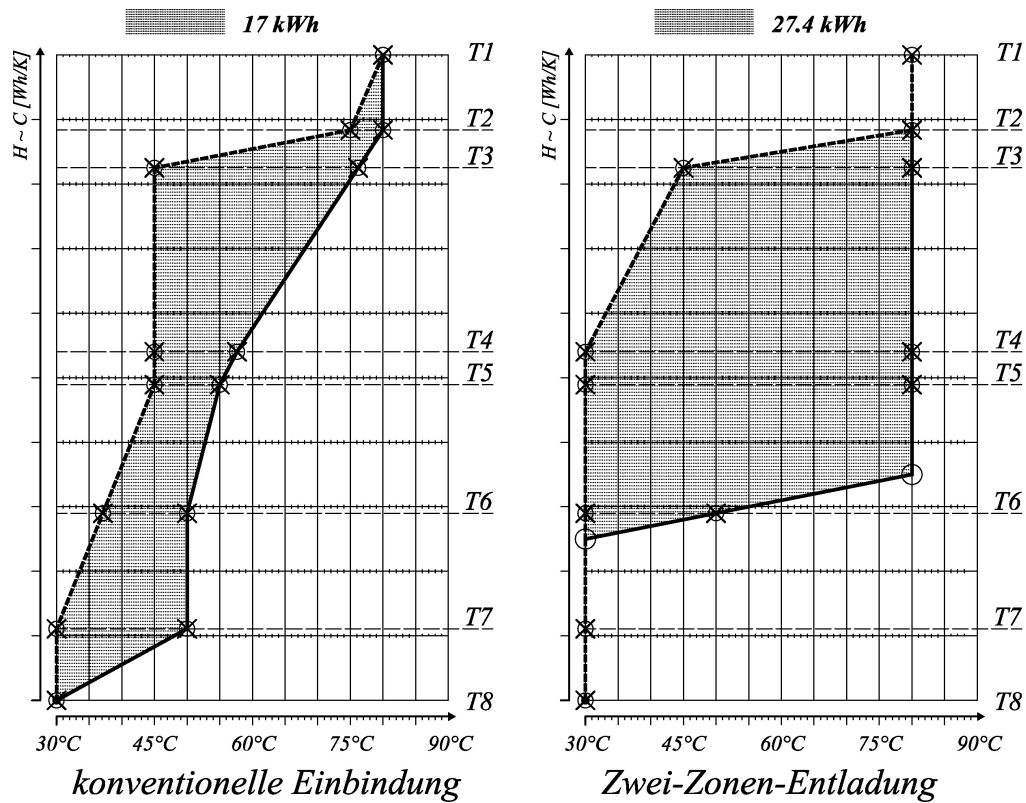 17 kWh
27.4 kWh
H ~ C [Wh/K]
T1
T2
T3
T4
T5
T6
T7
T8
30°C 45°C 60°C 75°C 90°C
konventionelle Einbindung
H ~ C [Wh/K]
T1
T2
T3
T4
T5
T6
T7
T8
30°C 45°C 60°C 75°C 90°C
Zwei-Zonen-Entladung